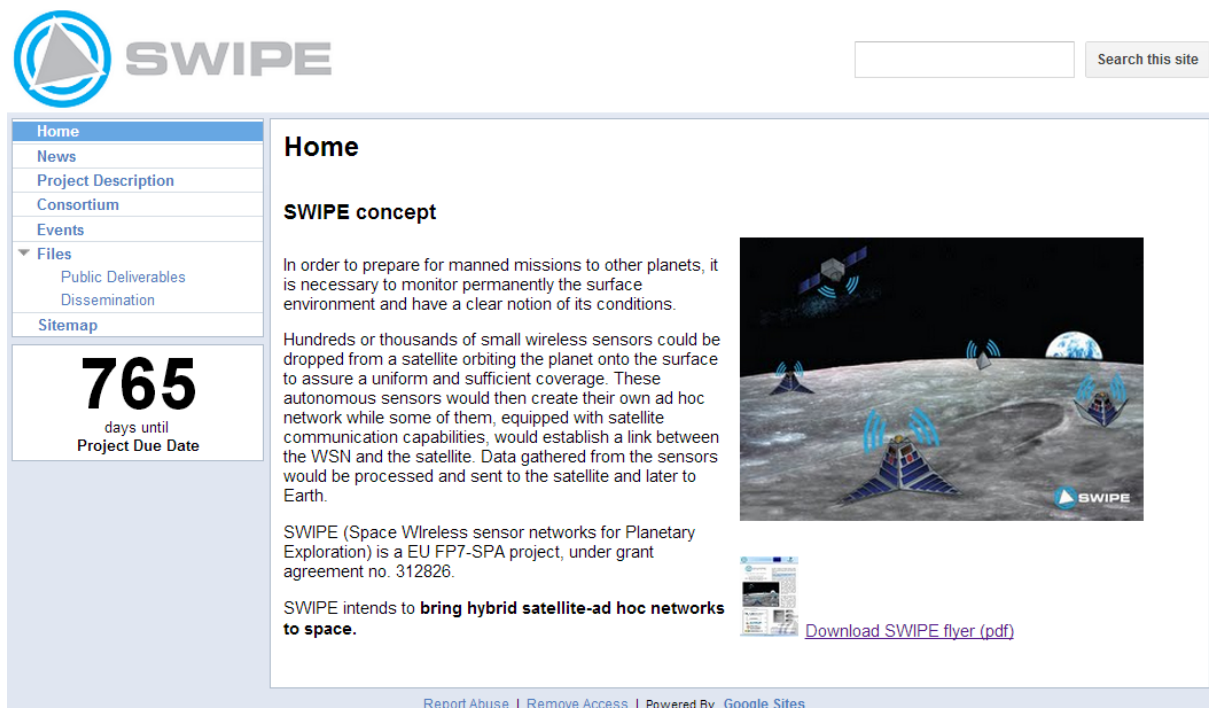 SWIPE
Search this site
Home
News
Project Description
Consortium
Events
Files
Public Deliverables
Dissemination
Sitemap
765
days until
Project Due Date
Home
SWIPE concept
In order to prepare for manned missions to other planets, it
is necessary to monitor permanently the surface
environment and have a clear notion of its conditions.
Hundreds or thousands of small wireless sensors could be
dropped from a satellite orbiting the planet onto the surface
to assure a uniform and sufficient coverage. These
autonomous sensors would then create their own ad hoc
network while some of them, equipped with satellite
communication capabilities, would establish a link between
the WSN and the satellite. Data gathered from the sensors
would be processed and sent to the satellite and later to
Earth.
SWIPE (Space WIreless sensor networks for Planetary
Exploration) is a EU FP7-SPA project, under grant
agreement no. 312826.
SWIPE intends to bring hybrid satellite-ad hoc networks
to space.
SWIPE
Download SWIPE flyer (pdf)
Report Abuse | Remove Access | Powered By Google Sites